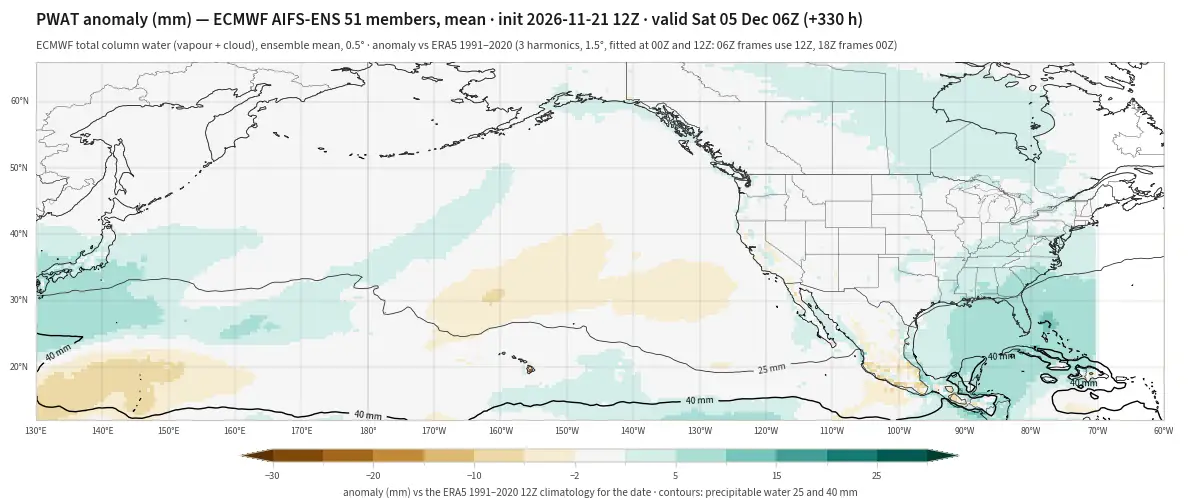 PWAT anomaly (mm) — ECMWF AIFS-ENS 51 members, mean · init 2026-11-21 12Z · valid Sat 05 Dec 06Z (+330 h)
ECMWF total column water (vapour + cloud), ensemble mean, 0.5° · anomaly vs ERA5 1991–2020 (3 harmonics, 1.5°, fitted at 00Z and 12Z: 06Z frames use 12Z, 18Z frames 00Z)
60°N
50°N
40°N
30°N
20°N
40 mm
25 mm
40 mm
40 mm
40 mm
40 mm
130°E 140°E 150°E 160°E 170°E 180° 170°W 160°W 150°W 140°W 130°W 120°W 110°W 100°W 90°W 80°W 70°W 60°W
−30 −20 −10 −2 5 15 25
anomaly (mm) vs the ERA5 1991–2020 12Z climatology for the date · contours: precipitable water 25 and 40 mm